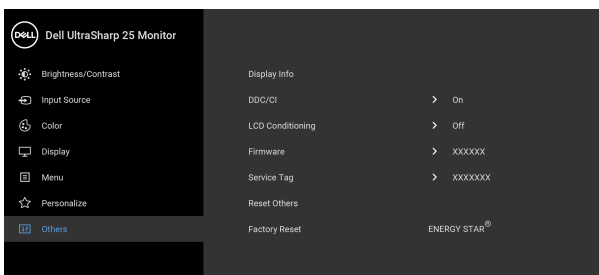 DELL Dell UltraSharp 25 Monitor
Brightness/Contrast
Input Source
Color
Display
Menu
Personalize
Others
Display Info
DDC/CI > On
LCD Conditioning > Off
Firmware > XXXXXX
Service Tag > XXXXXXX
Reset Others
Factory Reset ENERGY STAR®